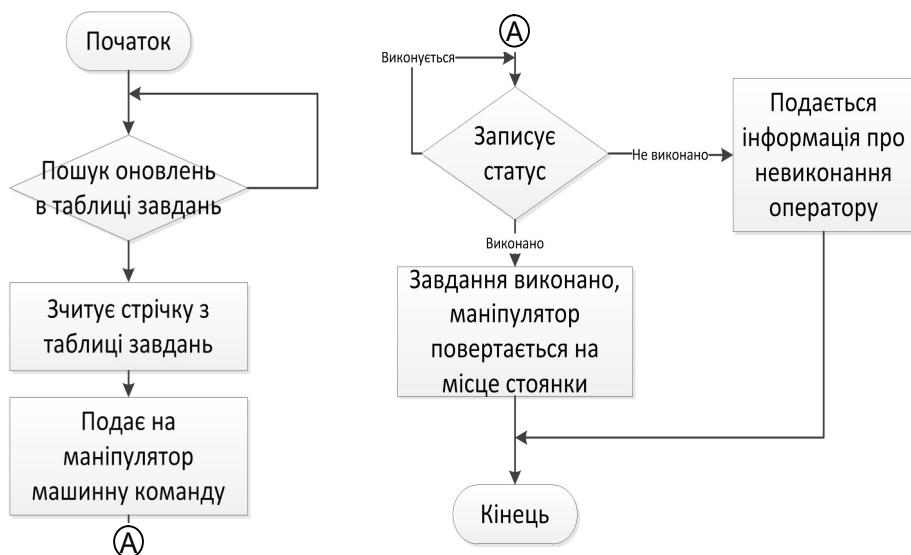 Початок
Пошук оновлень
в таблиці завдань
Зчитує стрічку з
таблиці завдань
Подає на
маніпулятор
машинну команду
А
А
Виконується
Записує
статус
Не виконано
Подається
інформація про
невиконання
оператору
Виконано
Завдання виконано,
маніпулятор
повертається на
місце стоянки
Кінець